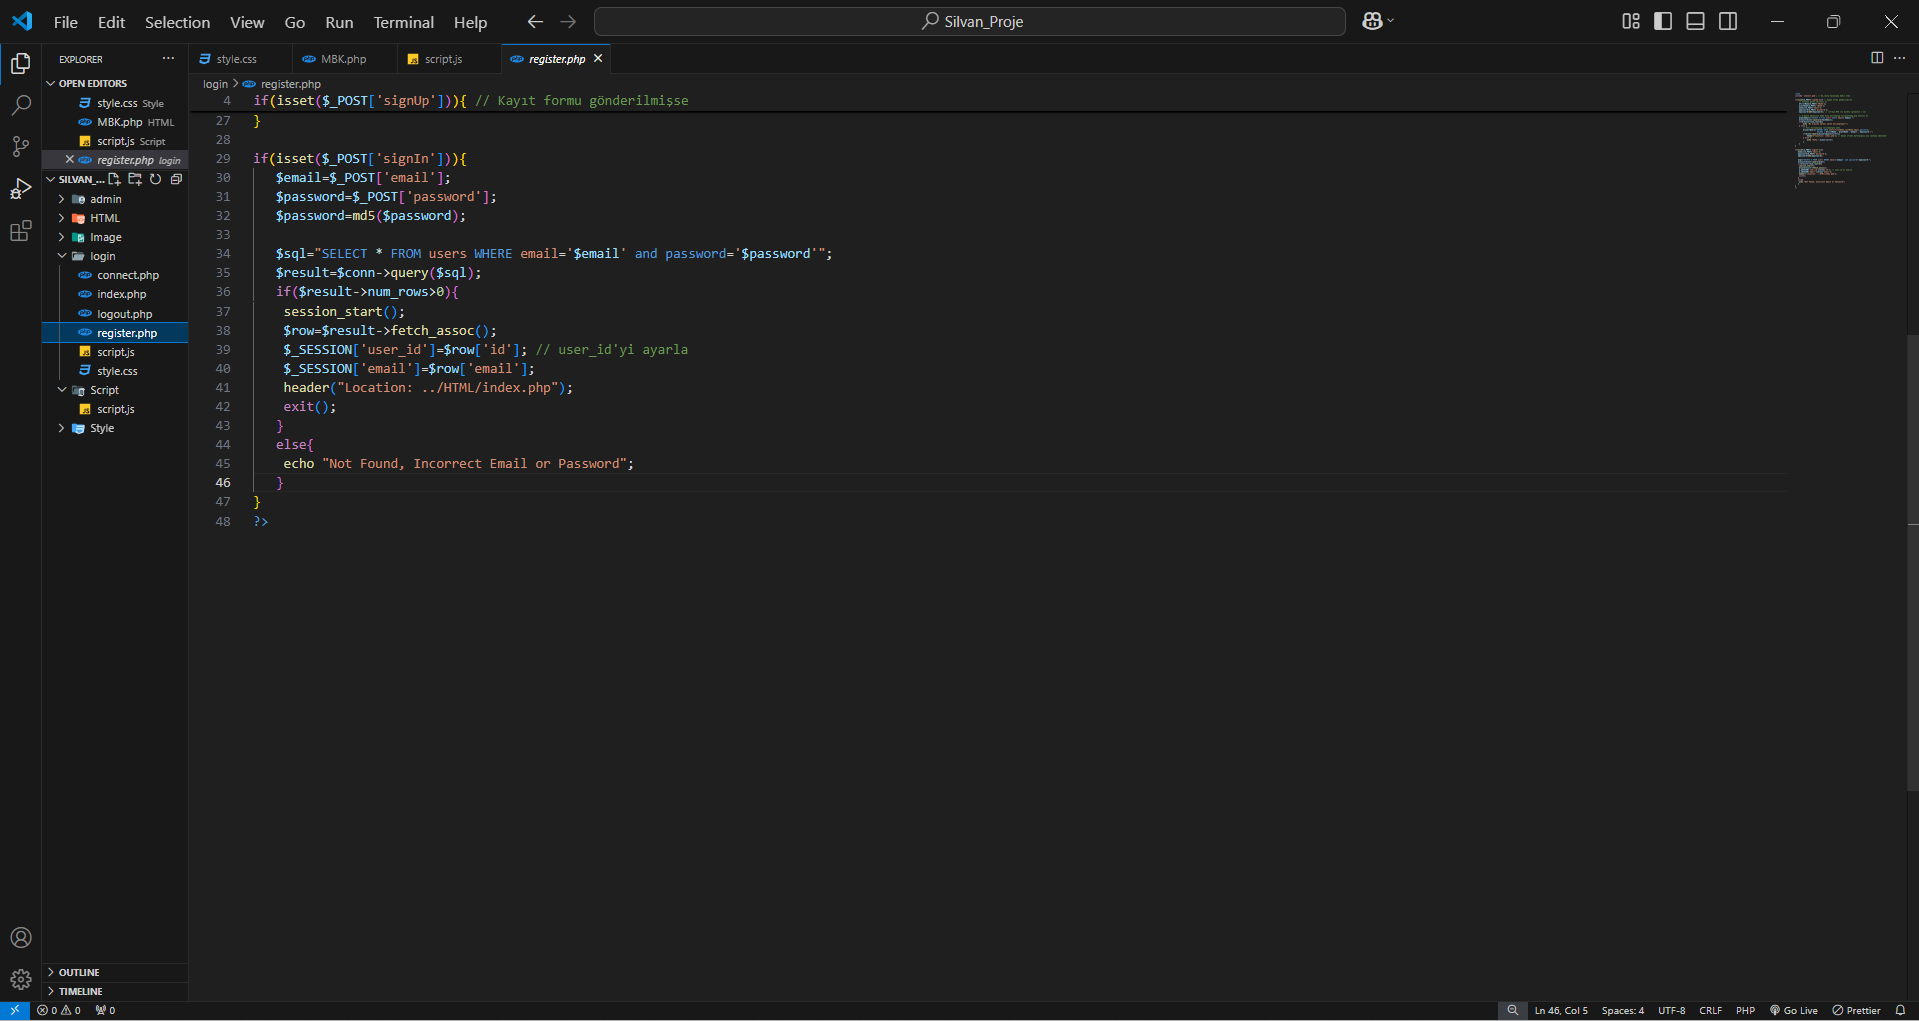 File Edit Selection View Go Run Terminal Help
Silvan_Proje
EXPLORER
style.css MBK.php script.js register.php
OPEN EDITORS
style.css Style
MBK.php HTML
script.js Script
register.php login
SILVAN_...
admin
HTML
Image
login
connect.php
index.php
logout.php
register.php
script.js
style.css
Script
script.js
Style
OUTLINE
TIMELINE
login > register.php
4 if(isset($_POST['signUp'])){ // Kayıt formu gönderilmişse
27 }
28
29 if(isset($_POST['signIn'])){
30 $email=$_POST['email'];
31 $password=$_POST['password'];
32 $password=md5($password);
33
34 $sql="SELECT * FROM users WHERE email='$email' and password='$password'";
35 $result=$conn->query($sql);
36 if($result->num_rows>0){
37 session_start();
38 $row=$result->fetch_assoc();
39 $_SESSION['user_id']=$row['id']; // user_id'yi ayarla
40 $_SESSION['email']=$row['email'];
41 header("Location: ../HTML/index.php");
42 exit();
43 }
44 else{
45 echo "Not Found, Incorrect Email or Password";
46 }
47 }
48 ?>
0 0 0
Ln 46, Col 5 Spaces: 4 UTF-8 CRLF PHP Go Live Prettier